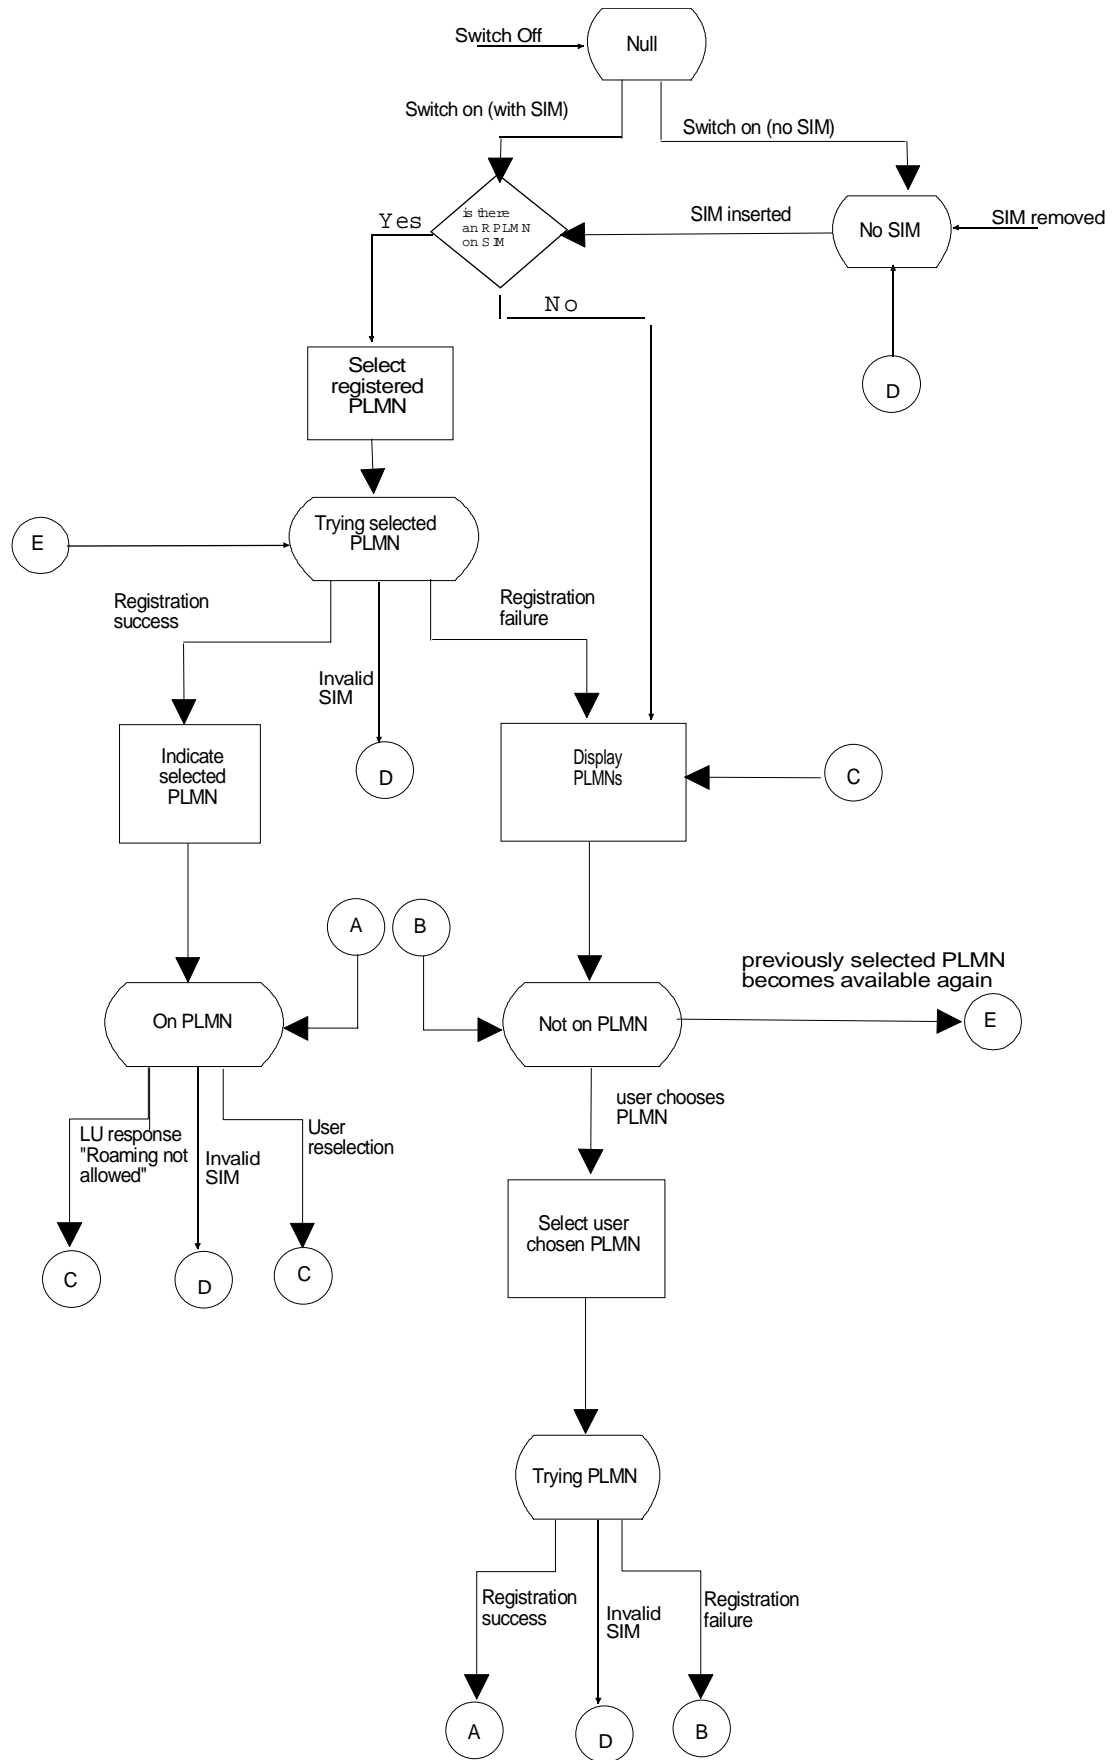 Switch Off
Null
Switch on (with SIM)
Switch on (no SIM)
Yes
is there
an RPLMN
on SIM
SIM inserted
No SIM
SIM removed
No
Select
registered
PLMN
D
E
Trying selected
PLMN
Registration
success
Invalid
SIM
Registration
failure
Indicate
selected
PLMN
D
Display
PLMNs
C
A
B
On PLMN
Not on PLMN
previously selected PLMN
becomes available again
E
LU response
"Roaming not
allowed"
Invalid
SIM
User
reselection
user chooses
PLMN
C
D
C
Select user
chosen PLMN
Trying PLMN
Registration
success
Invalid
SIM
Registration
failure
A
D
B